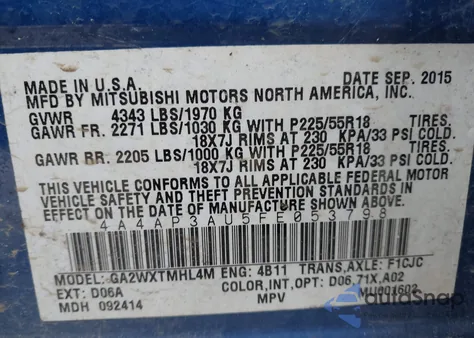 MADE IN U.S.A. DATE SEP. 2015
MFD BY MITSUBISHI MOTORS NORTH AMERICA, INC.
GVWR 4343 LBS/1970 KG
GAWR FR. 2271 LBS/1030 KG WITH P225/55R18 TIRES.
18X7J RIMS AT 230 KPA/33 PSI COLD.
GAWR RR. 2205 LBS/1000 KG WITH P225/55R18 TIRES.
18X7J RIMS AT 230 KPA/33 PSI COLD.
THIS VEHICLE CONFORMS TO ALL APPLICABLE FEDERAL MOTOR
VEHICLE SAFETY AND THEFT PREVENTION STANDARDS IN
EFFECT ON THE DATE OF MANUFACTURE SHOWN ABOVE.
4A4AP3AU5FE053798
MODEL: GA2WXTMHL4M ENG: 4B11 TRANS,AXLE: F1CJC
EXT: D06A COLOR,INT,OPT: D06,71X,A02
MDH 092414 MPV MU001602
AutoSnap